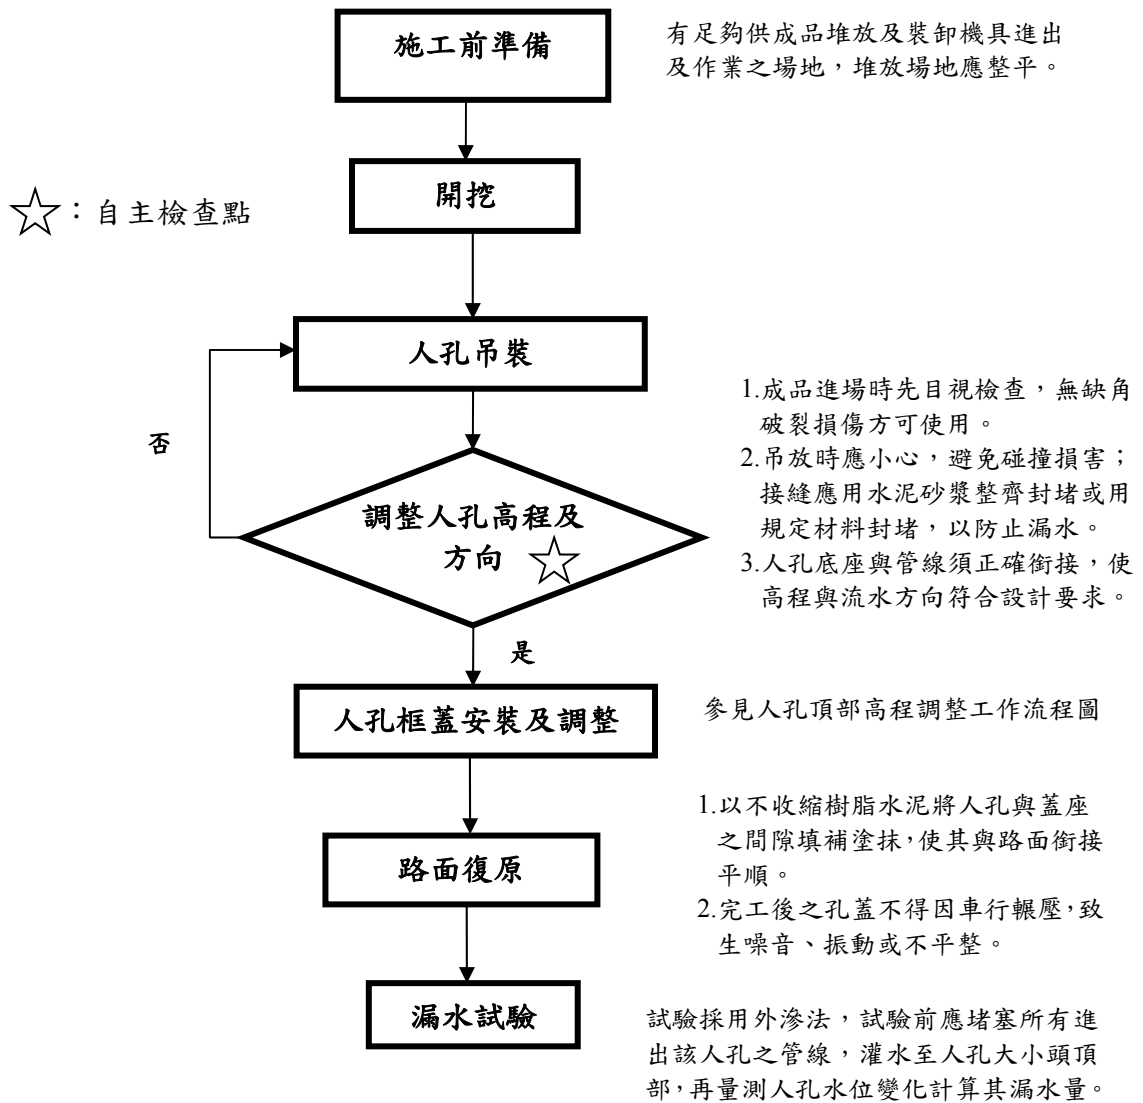 施工前準備
有足夠供成品堆放及裝卸機具進出
及作業之場地，堆放場地應整平。
開挖
：自主檢查點
人孔吊裝
否
1.成品進場時先目視檢查，無缺角
破裂損傷方可使用。
2.吊放時應小心，避免碰撞損害；
接縫應用水泥砂漿整齊封堵或用
規定材料封堵，以防止漏水。
3.人孔底座與管線須正確銜接，使
高程與流水方向符合設計要求。
調整人孔高程及
方向
是
人孔框蓋安裝及調整
參見人孔頂部高程調整工作流程圖
1.以不收縮樹脂水泥將人孔與蓋座
之間隙填補塗抹，使其與路面銜接
平順。
2.完工後之孔蓋不得因車行輾壓，致
生噪音、振動或不平整。
路面復原
漏水試驗
試驗採用外滲法，試驗前應堵塞所有進
出該人孔之管線，灌水至人孔大小頭頂
部，再量測人孔水位變化計算其漏水量。